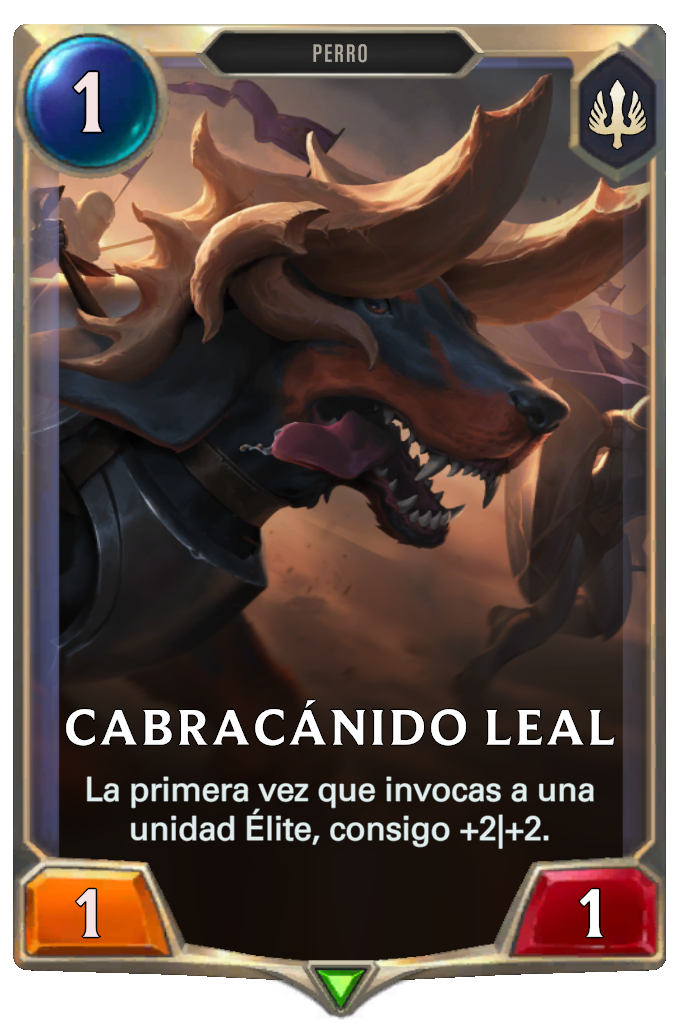 1
PERRO
CABRACÁNIDO LEAL
La primera vez que invocas a una
unidad Élite, consigo +2|+2.
1
1